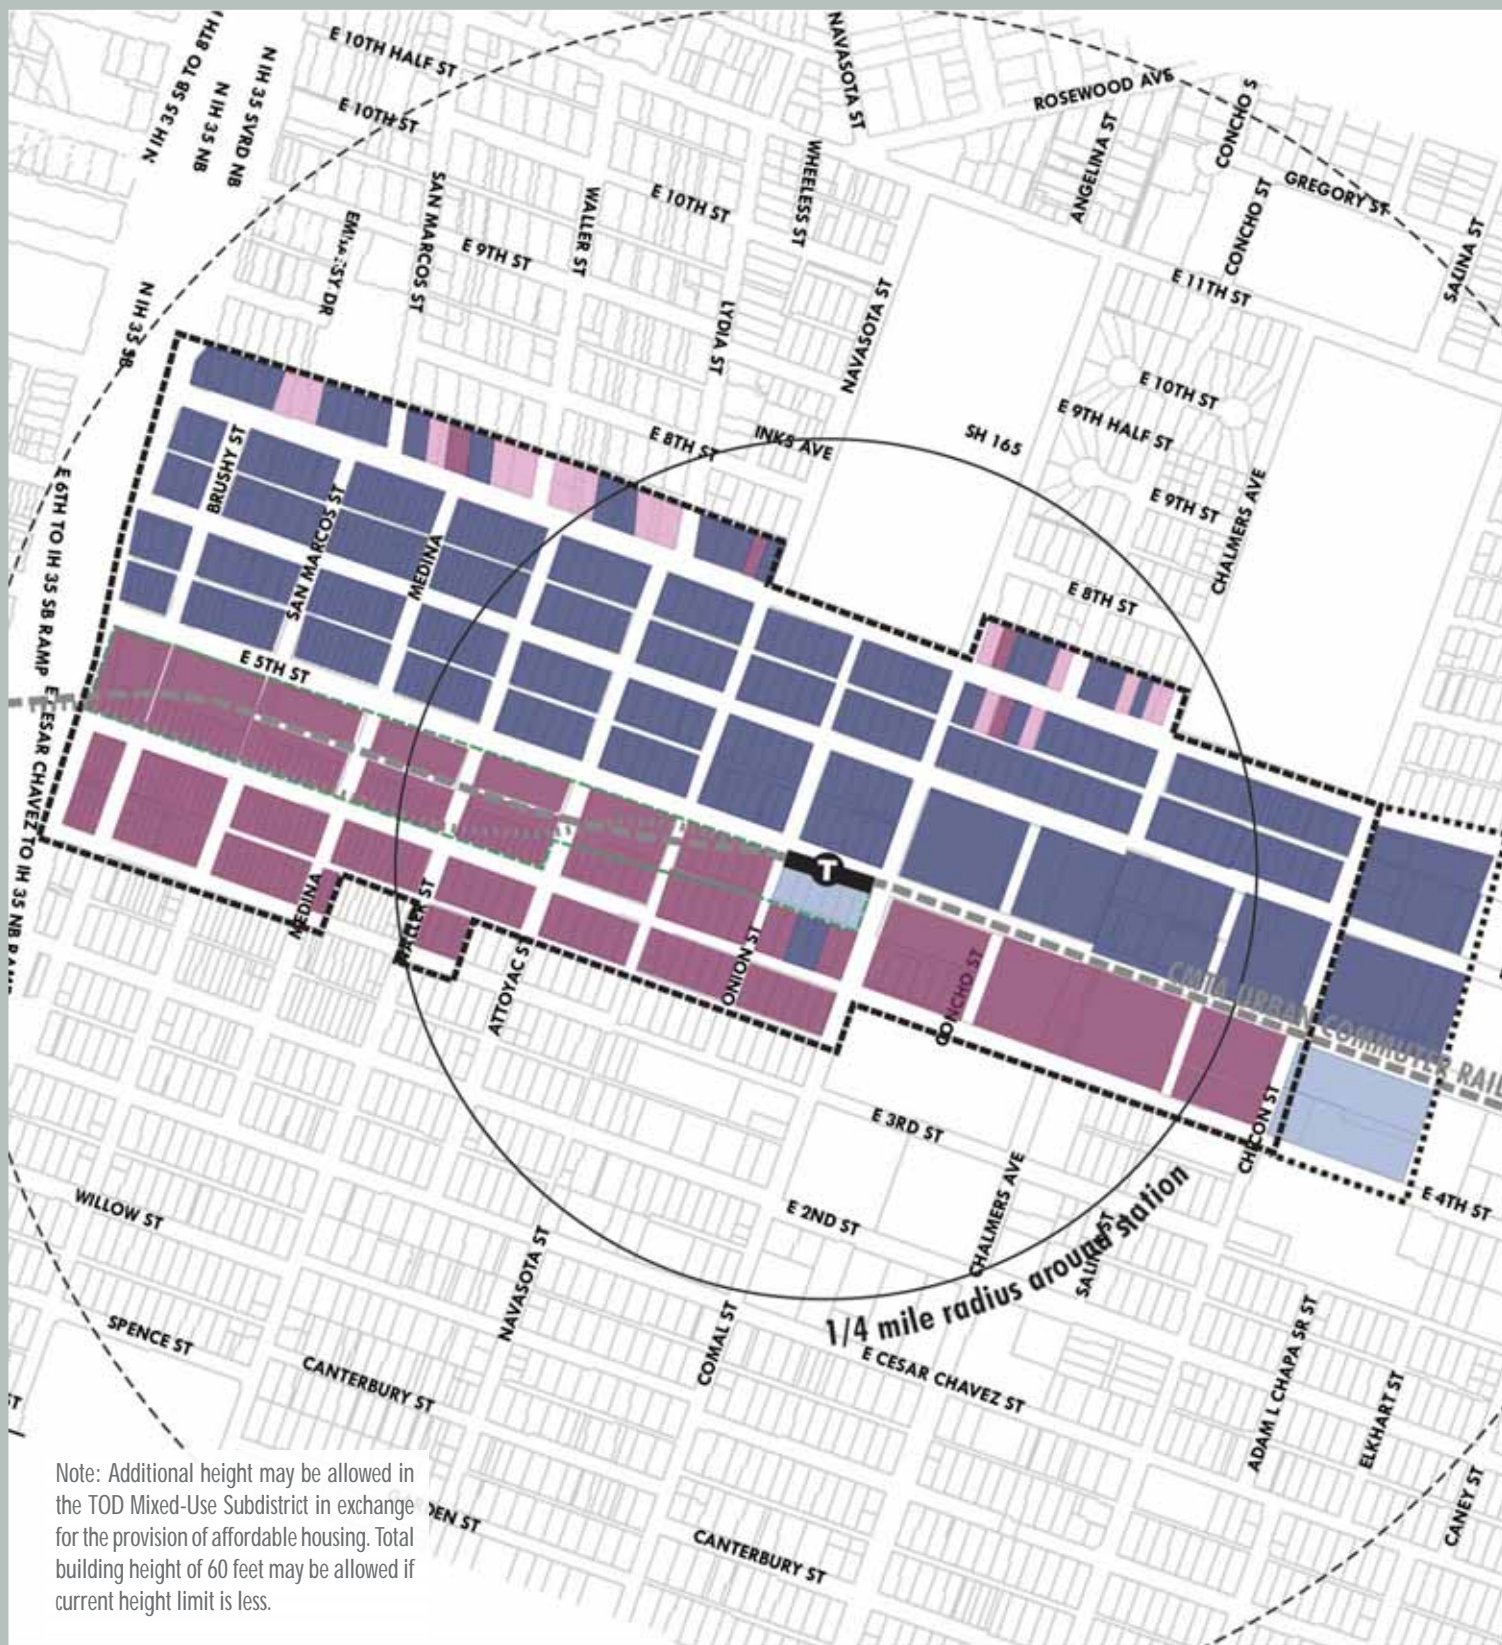 N IH 35 SB TO 8TH
N IH 35 NB
N IH 35 SVRD NB
E 10TH HALF ST
E 10TH ST
NAVASOTA ST
ROSEWOOD AVE
ANGELINA ST
CONCHO S
CONCHO ST
GREGORY ST
SALINA ST
SAN MARCOS ST
WALLER ST
E 10TH ST
WHEELESS ST
E 9TH ST
LYDIA ST
NAVASOTA ST
E 11TH ST
N IH 35 SB
E 10TH ST
E 9TH HALF ST
E 8TH ST
INKS AVE
SH 165
E 9TH ST
CHALMERS AVE
E 8TH ST
BRUSHY ST
SAN MARCOS ST
MEDINA
E 6TH TO IH 35 SB RAMP
E 5TH ST
E CESAR CHAVEZ TO IH 35 NB RAMP
T
MEDINA
WALLER ST
ATTOYAC ST
ONION ST
CONCHO ST
CMTA URBAN COMMUTER RAIL
CHICON ST
E 3RD ST
E 4TH ST
WILLOW ST
E 2ND ST
CHALMERS AVE
SALINA ST
1/4 mile radius around station
NAVASOTA ST
SPENCE ST
COMAL ST
E CESAR CHAVEZ ST
CANTERBURY ST
ADAM L CHAPA SR ST
ELKHART ST
CANEY ST
ST
DEN ST
CANTERBURY ST
Note: Additional height may be allowed in
the TOD Mixed-Use Subdistrict in exchange
for the provision of affordable housing. Total
building height of 60 feet may be allowed if
current height limit is less.